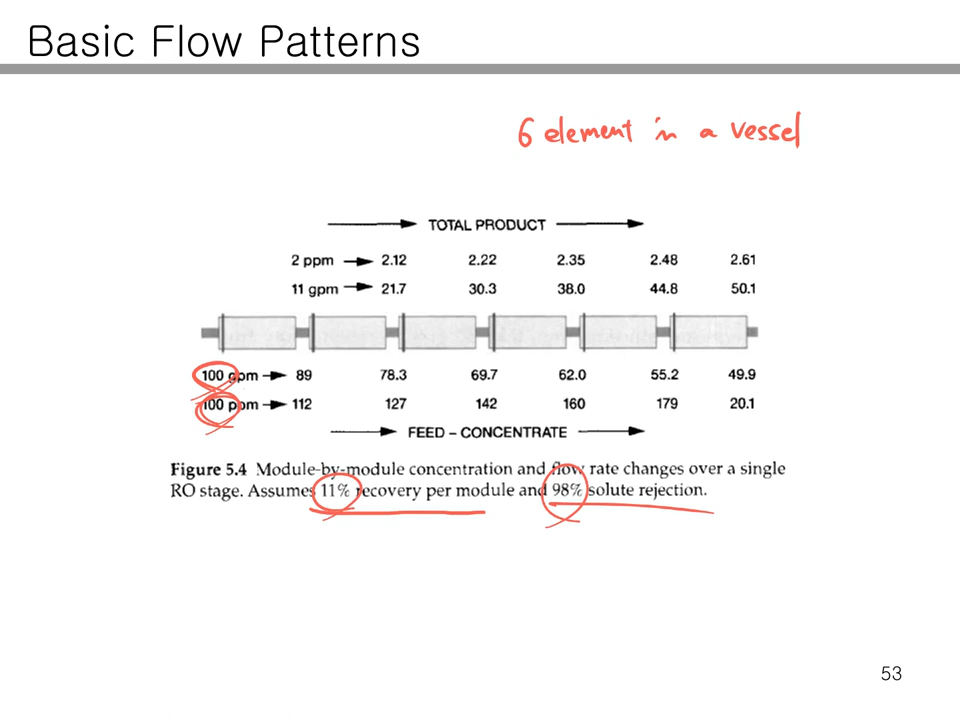 Basic Flow Patterns
6 element in a vessel
TOTAL PRODUCT
2 ppm 2.12 2.22 2.35 2.48 2.61
11 gpm 21.7 30.3 38.0 44.8 50.1
100 gpm 89 78.3 69.7 62.0 55.2 49.9
100 ppm 112 127 142 160 179 20.1
FEED – CONCENTRATE
Figure 5.4 Module-by-module concentration and flow rate changes over a single
RO stage. Assumes 11% recovery per module and 98% solute rejection.
53